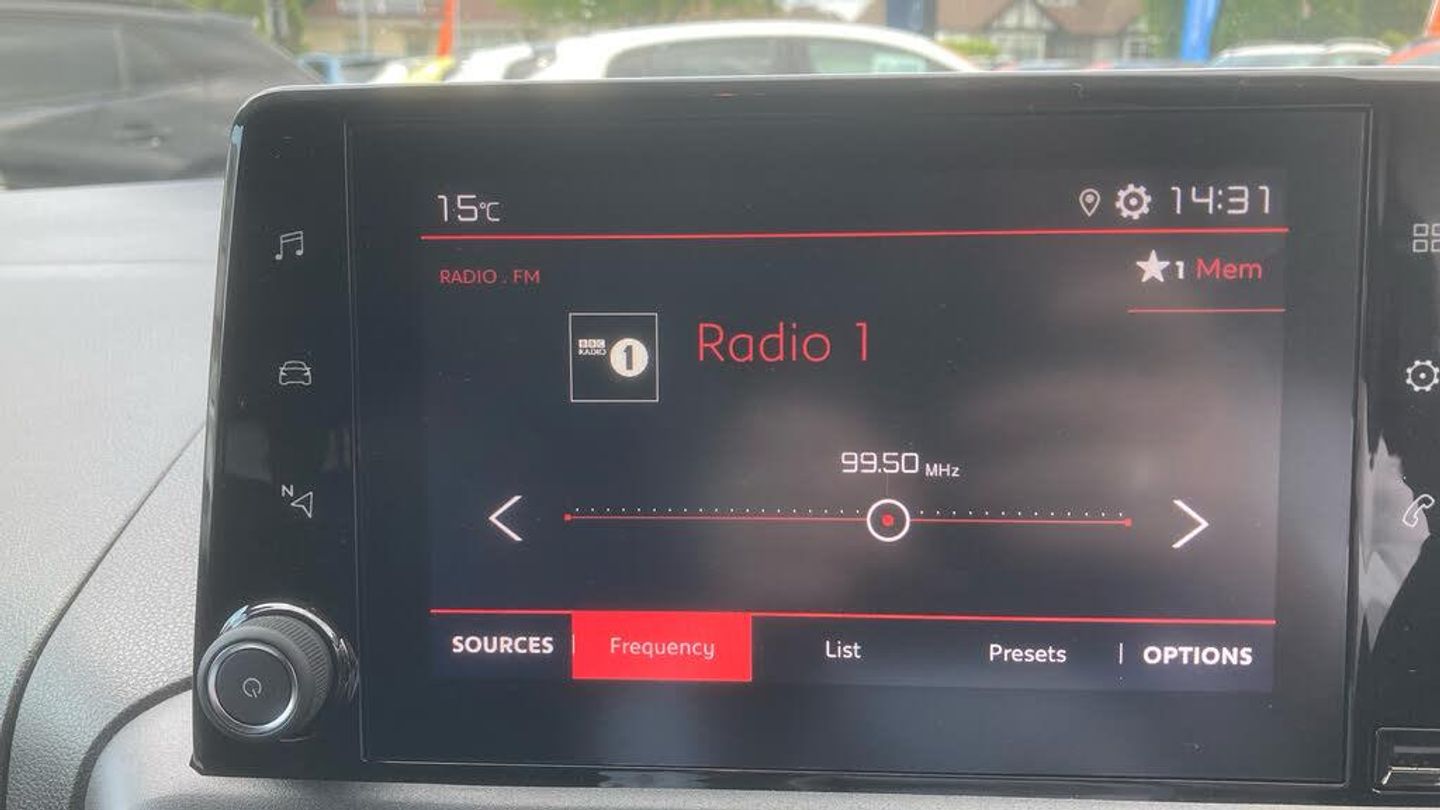 15°C 14:31
RADIO . FM
1 Mem
BBC
RADIO
1
Radio 1
99.50 MHz
N
SOURCES | Frequency List Presets | OPTIONS